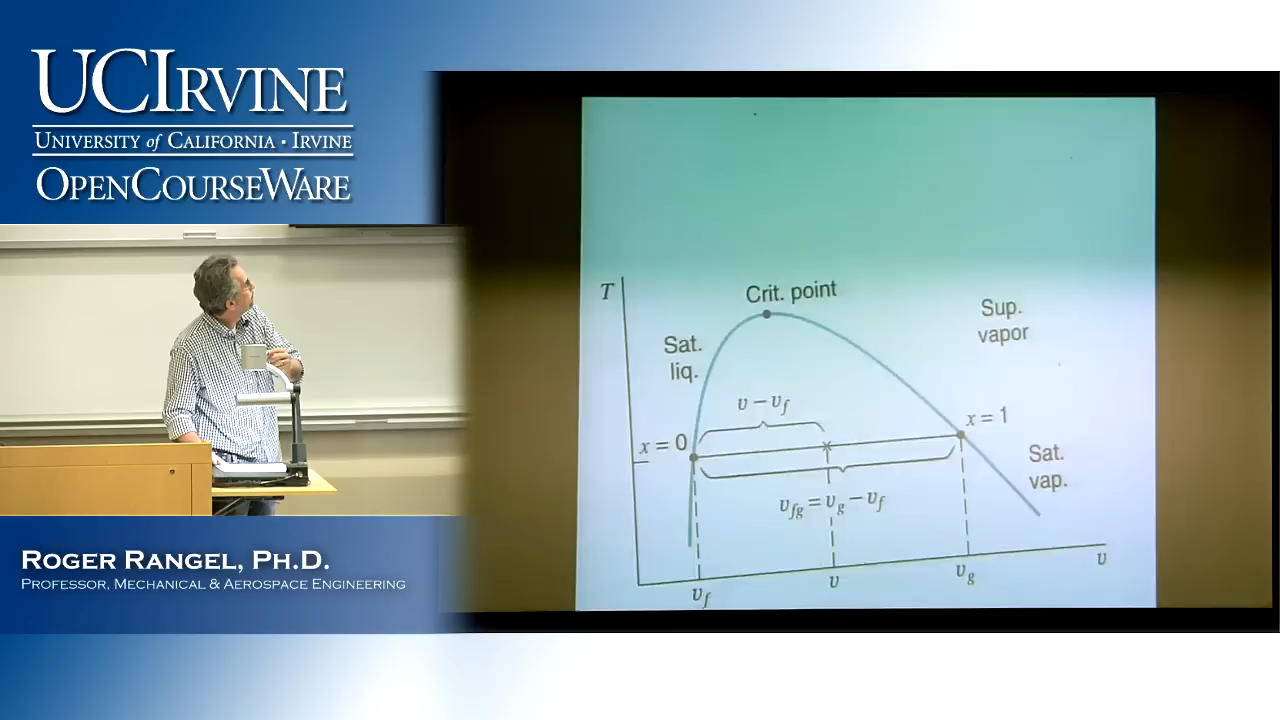 UCIRVINE
UNIVERSITY of CALIFORNIA · IRVINE
OPENCOURSEWARE
T
Crit. point
Sup.
vapor
Sat.
liq.
v – v_f
x = 0
x = 1
Sat.
vap.
v_fg = v_g – v_f
v_f
v
v_g
v
ROGER RANGEL, PH.D.
PROFESSOR, MECHANICAL & AEROSPACE ENGINEERING